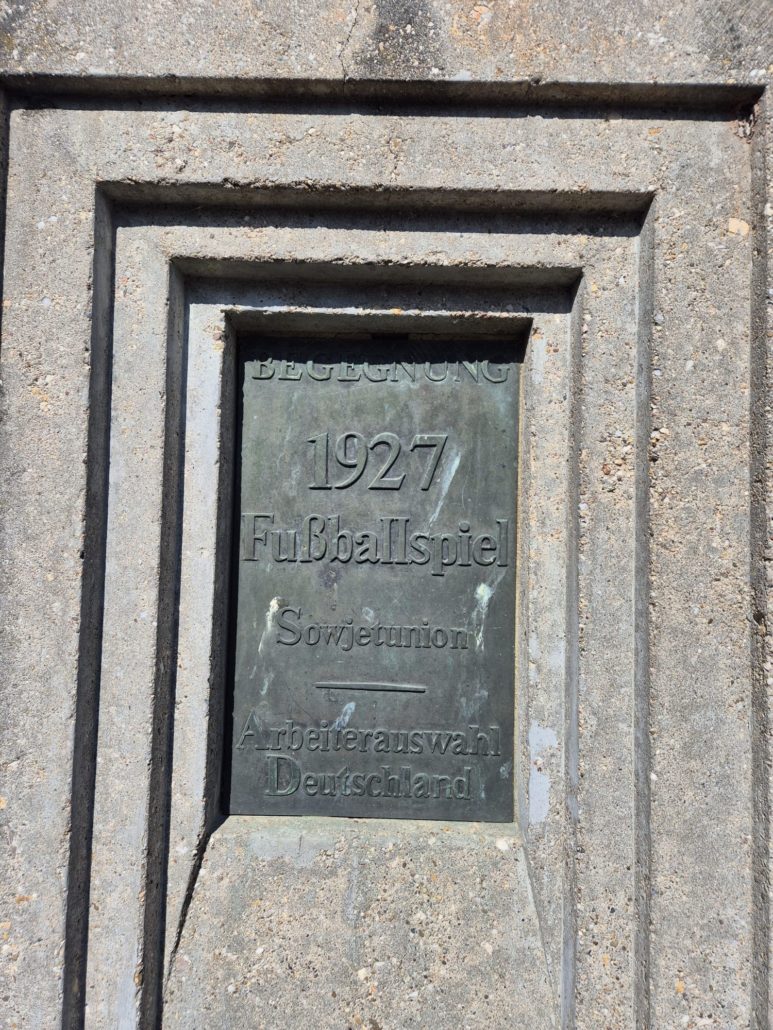 BEGEGNUNG
1927
Fußballspiel
Sowjetunion
—
Arbeiterauswahl
Deutschland